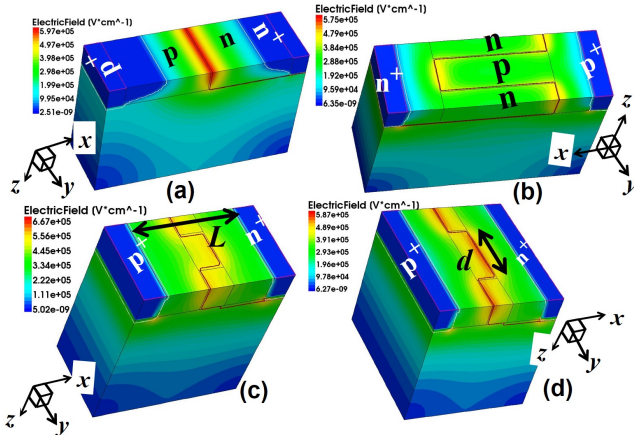 ElectricField (V*cm^-1)
5.97e+05
4.98e+05
3.98e+05
2.99e+05
1.99e+05
9.95e+04
2.51e-09
p+
p
n
n+
x
z
y
(a)
ElectricField (V*cm^-1)
5.75e+05
4.79e+05
3.84e+05
2.88e+05
1.92e+05
9.59e+04
6.35e-09
n+
n
p
n
p+
z
x
y
(b)
ElectricField (V*cm^-1)
6.67e+05
5.56e+05
4.45e+05
3.34e+05
2.22e+05
1.11e+05
5.02e-09
p+
L
n+
x
z
y
(c)
ElectricField (V*cm^-1)
5.87e+05
4.89e+05
3.91e+05
2.93e+05
1.96e+05
9.78e+04
6.27e-09
p+
d
n+
x
z
y
(d)